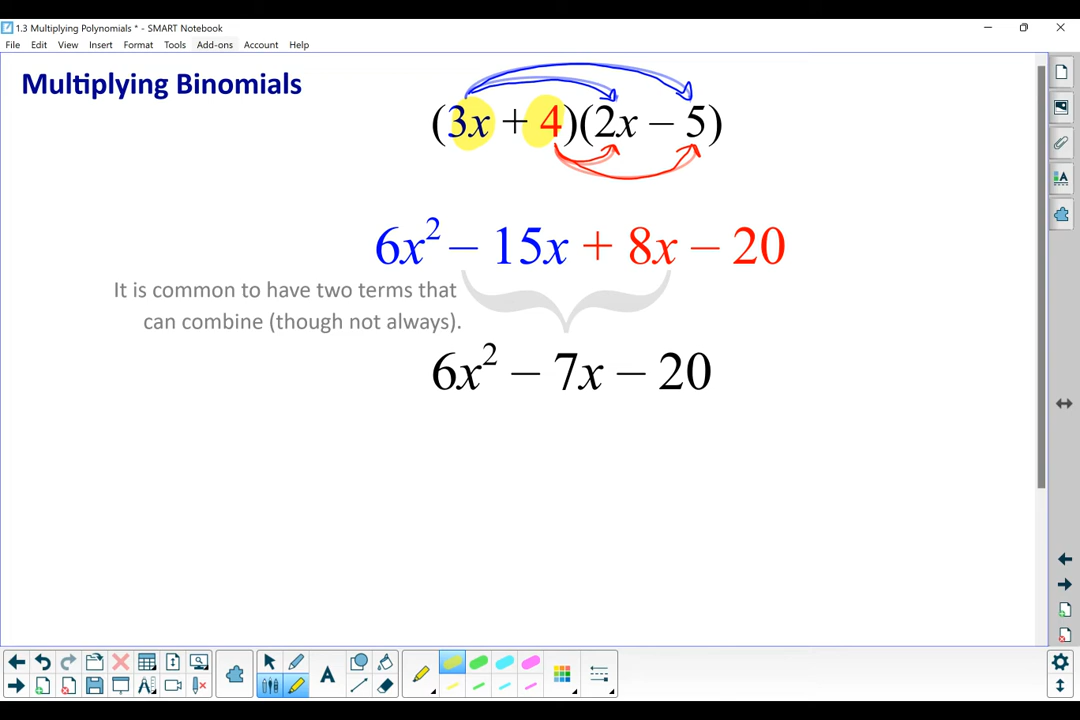 1.3 Multiplying Polynomials * - SMART Notebook
File Edit View Insert Format Tools Add-ons Account Help
Multiplying Binomials
(3x + 4)(2x − 5)
6x² − 15x + 8x − 20
It is common to have two terms that
can combine (though not always).
6x² − 7x − 20